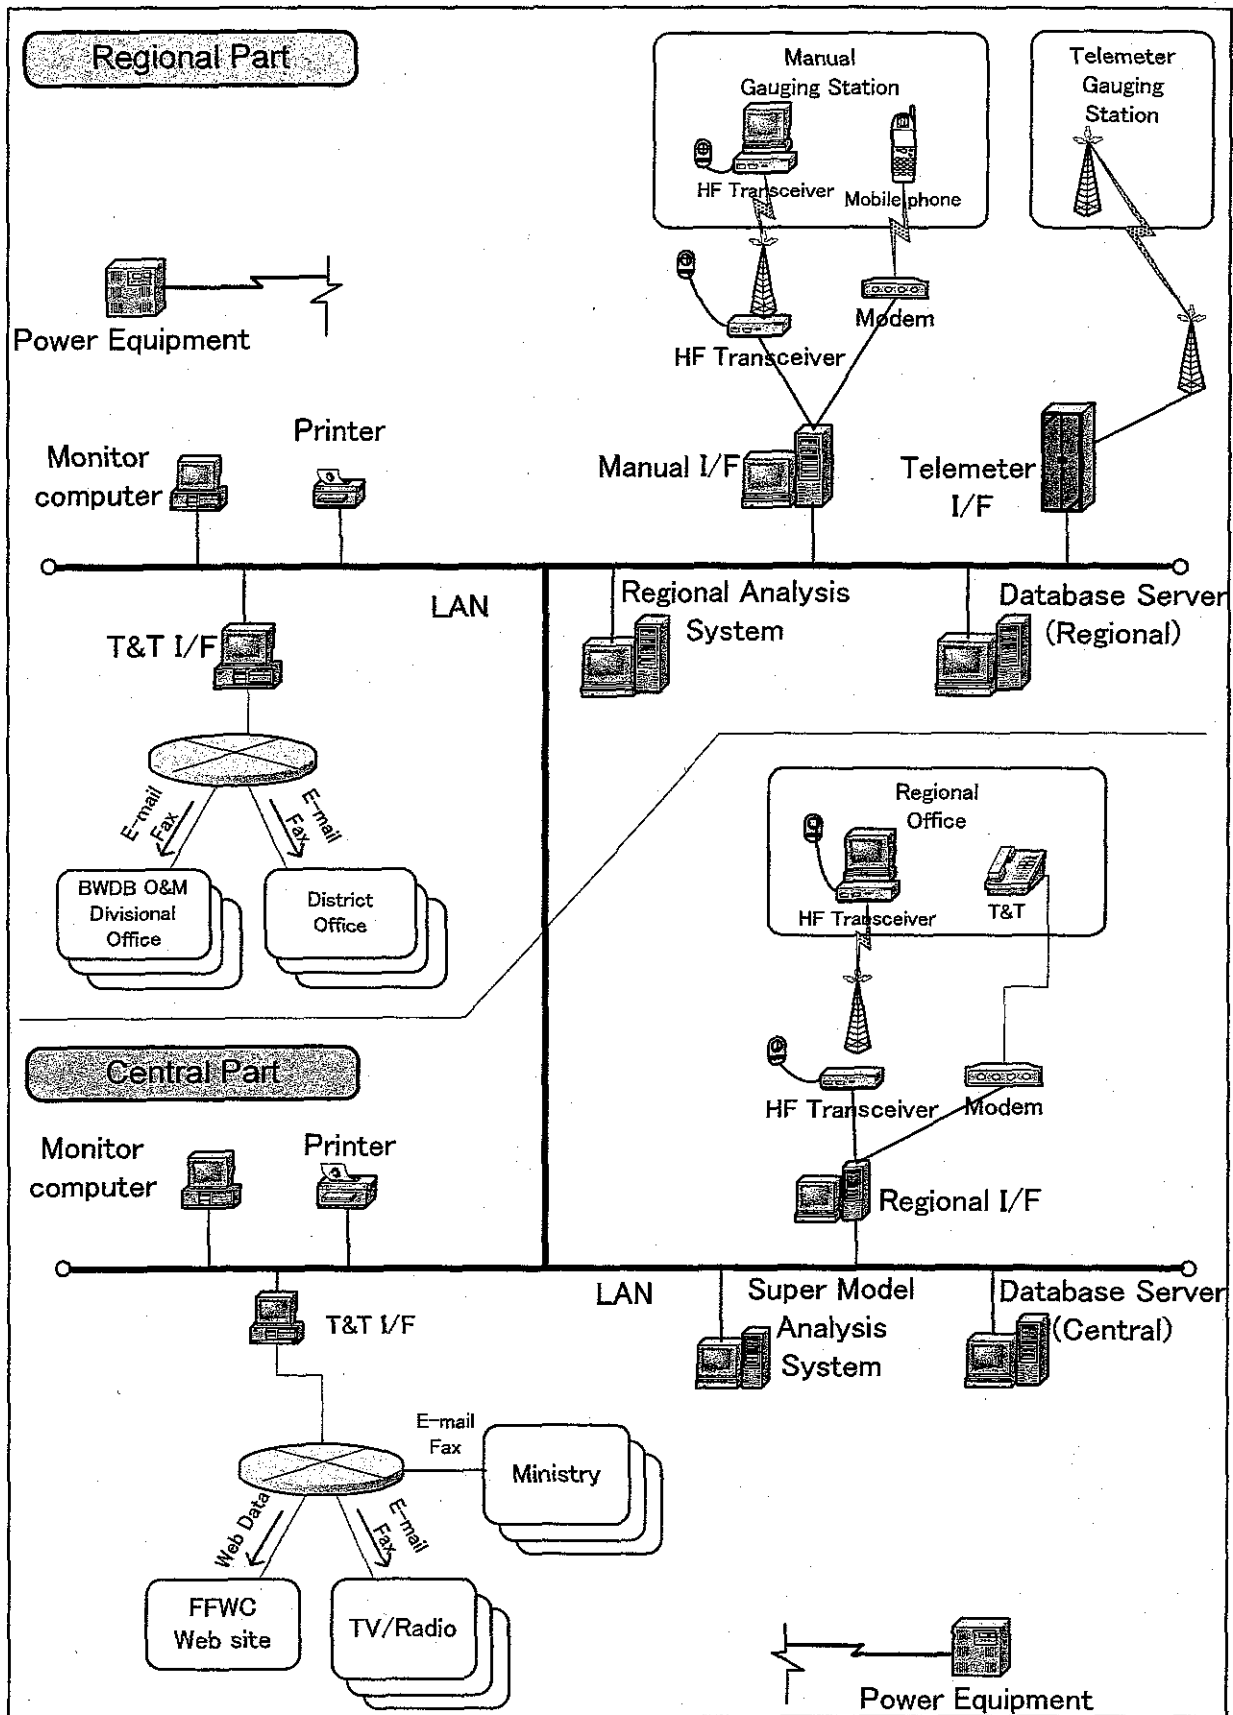 Regional Part
Manual
Gauging Station
HF Transceiver
Mobile phone
Telemeter
Gauging
Station
Power Equipment
HF Transceiver
Modem
Monitor
computer
Printer
Manual I/F
Telemeter
I/F
LAN
T&T I/F
Regional Analysis
System
Database Server
(Regional)
E-mail
Fax
E-mail
Fax
BWDB O&M
Divisional
Office
District
Office
Regional
Office
HF Transceiver
T&T
Central Part
HF Transceiver
Modem
Monitor
computer
Printer
Regional I/F
LAN
T&T I/F
Super Model
Analysis
System
Database Server
(Central)
E-mail
Fax
Ministry
Web Data
E-mail
Fax
FFWC
Web site
TV/Radio
Power Equipment